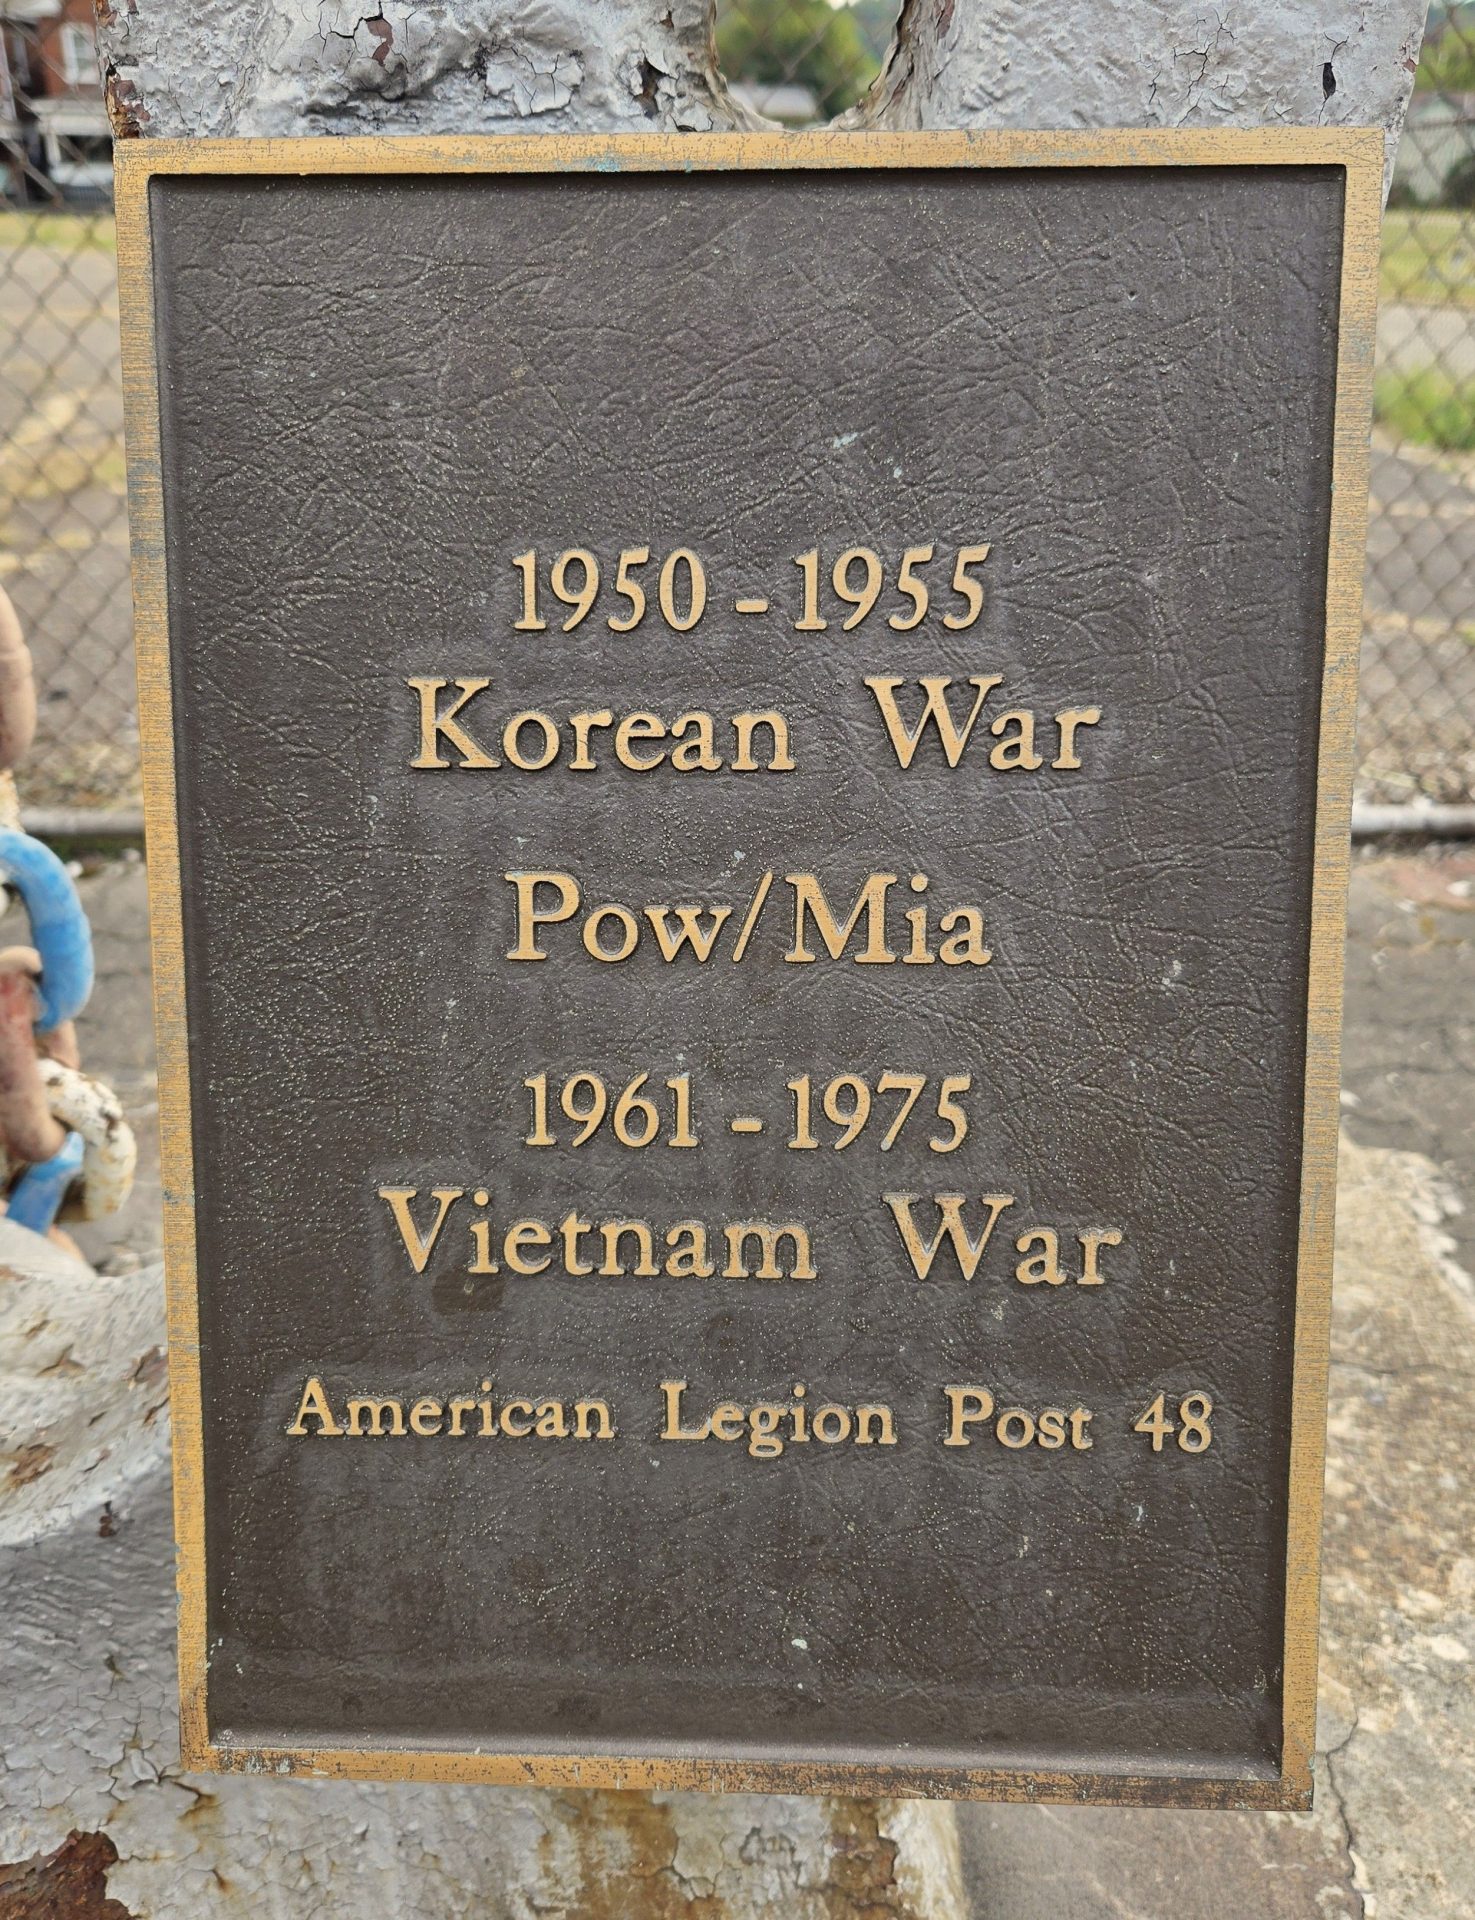 1950 - 1955
Korean War
Pow/Mia
1961 - 1975
Vietnam War
American Legion Post 48